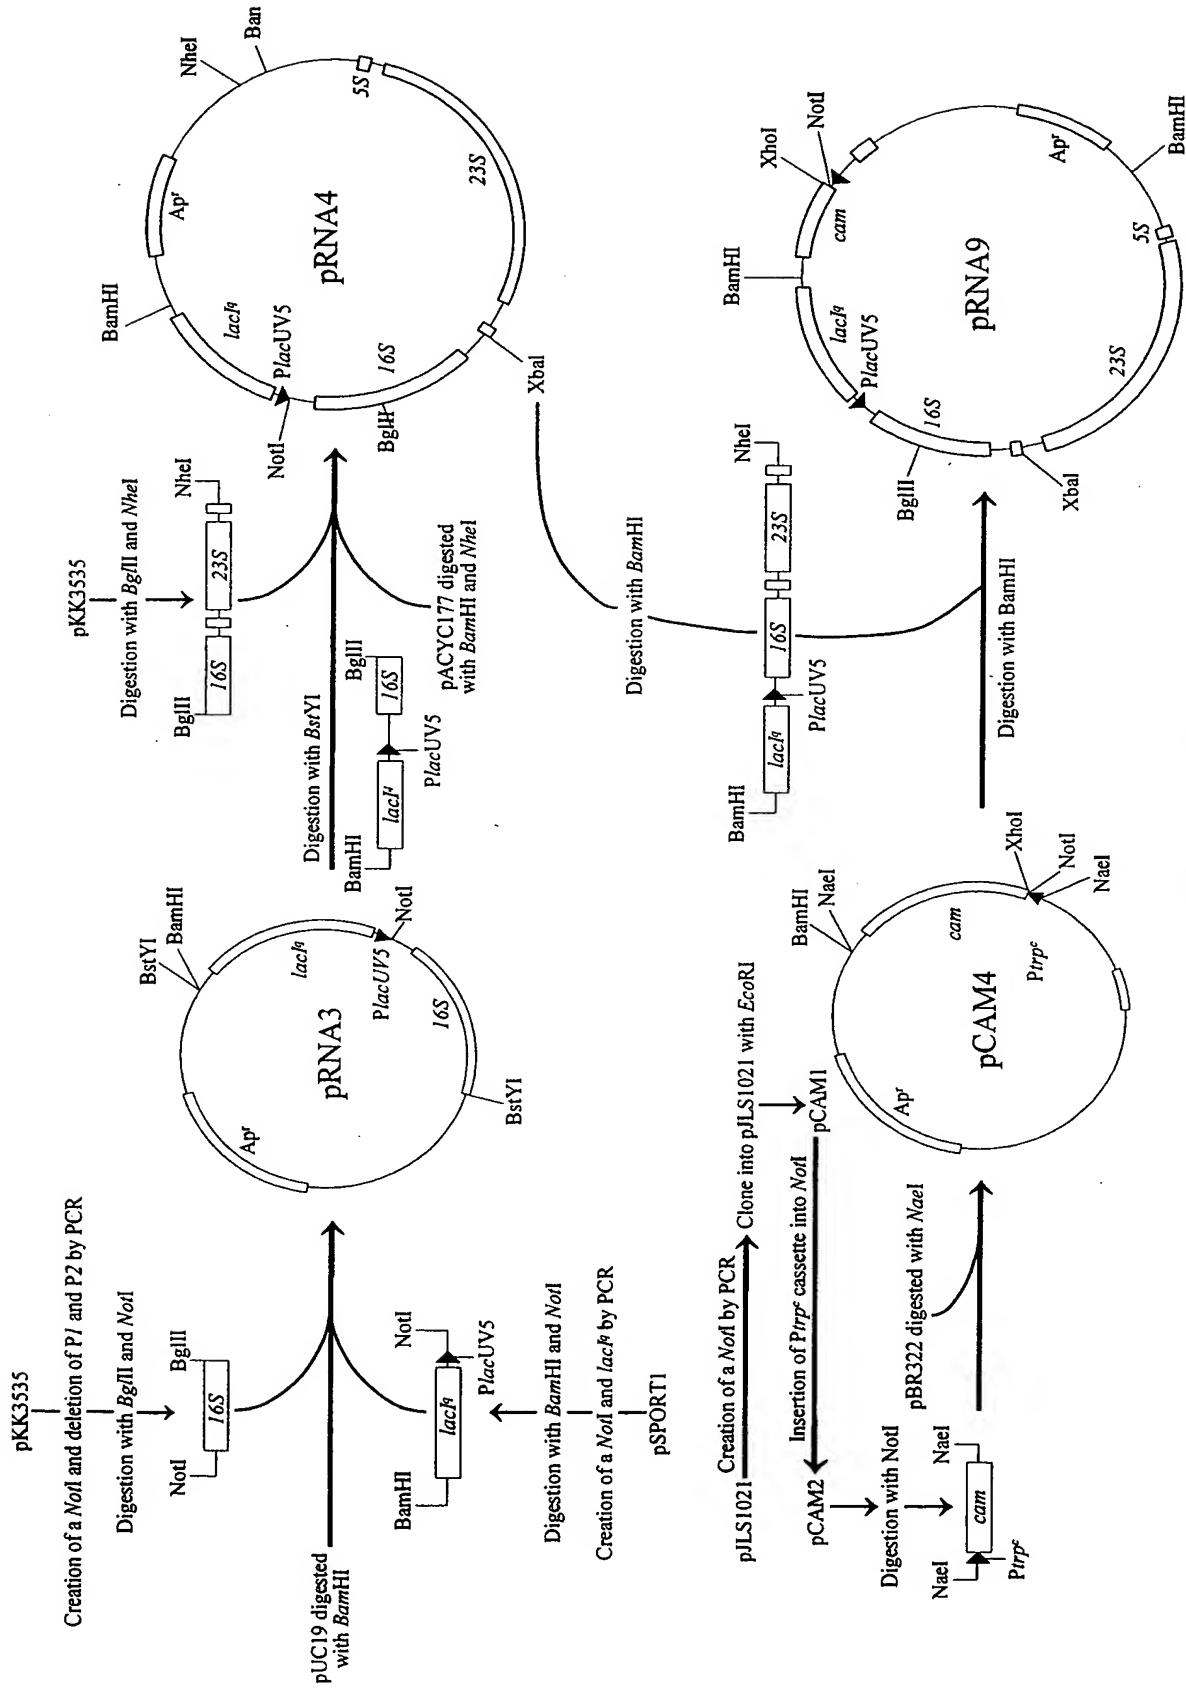 pKK3535
Creation of a NotI and deletion of P1 and P2 by PCR
Digestion with BglII and NotI
NotI
BglII
16S
pUC19 digested
with BamHI
BamHI
lacIq
NotI
PlacUV5
Digestion with BamHI and NotI
Creation of a NotI and lacIq by PCR
pSPORT1
BstYI
BamHI
Apr
pRNA3
lacIq
PlacUV5
NotI
16S
BstYI
pKK3535
Digestion with BglII and NheI
BglII
NheI
16S
23S
Digestion with BstYI
BamHI
BglII
lacIq
16S
PlacUV5
pACYC177 digested
with BamHI and NheI
NheI
Ban
BamHI
Apr
5S
lacIq
pRNA4
PlacUV5
NotI
23S
16S
BglII
XbaI
Digestion with BamHI
pJLS1021
Creation of a NotI by PCR
Clone into pJLS1021 with EcoRI
pCAM1
Insertion of Ptrpc cassette into NotI
pCAM2
Digestion with NotI
NaeI
NaeI
cam
Ptrpc
pBR322 digested with NaeI
BamHI
NaeI
Apr
pCAM4
cam
XhoI
NotI
NaeI
Ptrpc
BamHI
NheI
lacIq
16S
23S
PlacUV5
Digestion with BamHI
XhoI
NotI
BamHI
cam
lacIq
PlacUV5
pRNA9
Apr
16S
BglII
BamHI
5S
XbaI
23S